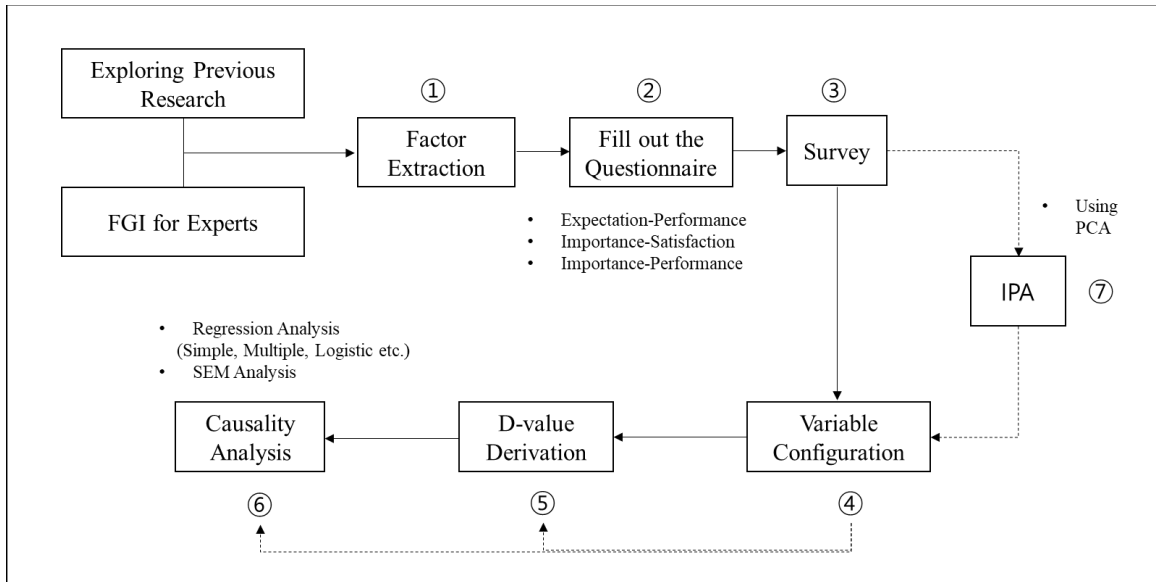 Exploring Previous
Research
FGI for Experts
①
Factor
Extraction
②
Fill out the
Questionnaire
• Expectation-Performance
• Importance-Satisfaction
• Importance-Performance
③
Survey
• Using
PCA
IPA
⑦
• Regression Analysis
(Simple, Multiple, Logistic etc.)
• SEM Analysis
Causality
Analysis
⑥
D-value
Derivation
⑤
Variable
Configuration
④